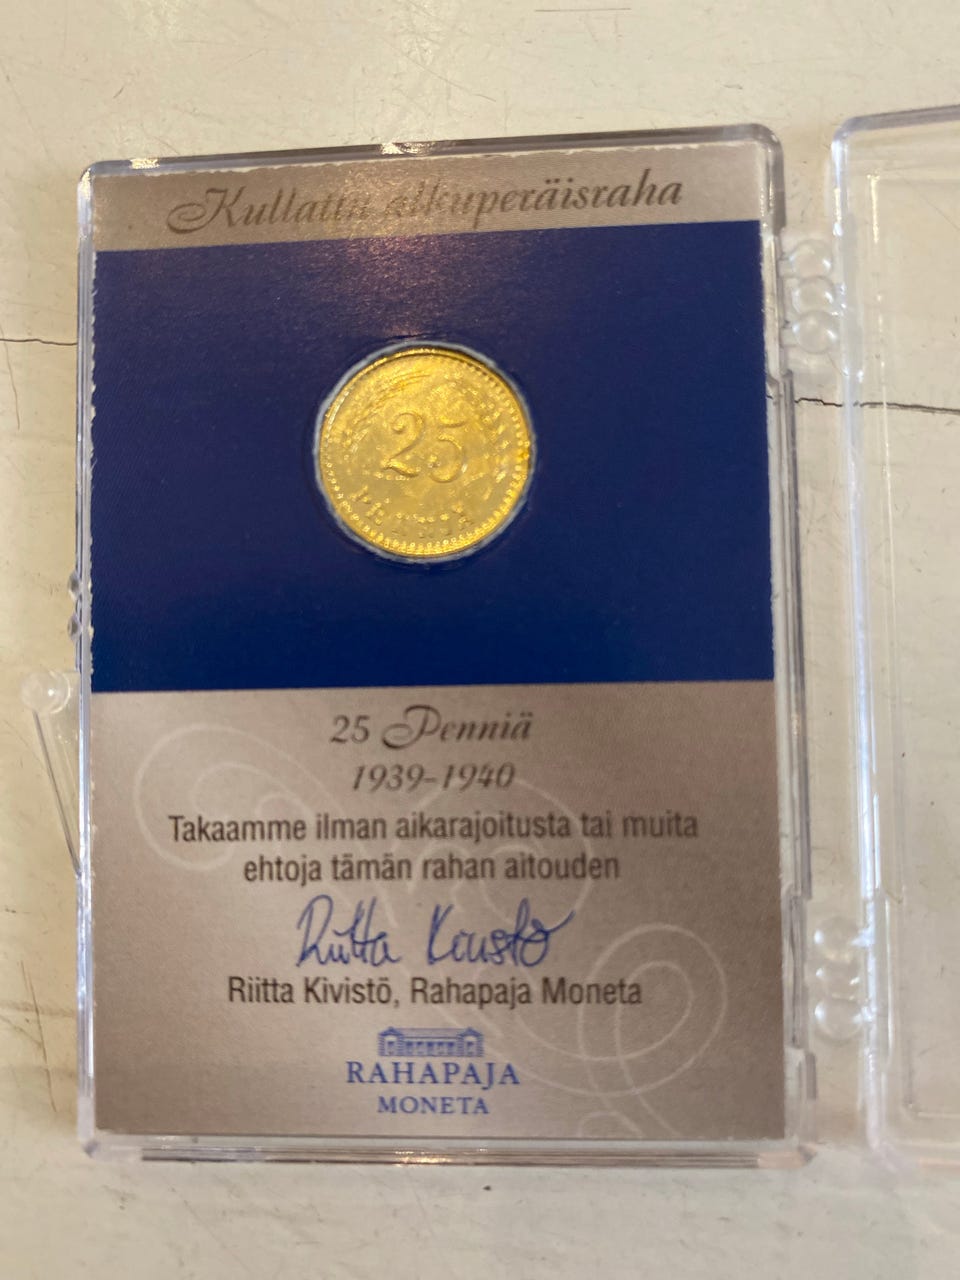 Kullattu alkuperäisraha
25
PENNIÄ
25 Penniä
1939-1940
Takaamme ilman aikarajoitusta tai muita
ehtoja tämän rahan aitouden
Riitta Kivistö
Riitta Kivistö, Rahapaja Moneta
RAHAPAJA
MONETA